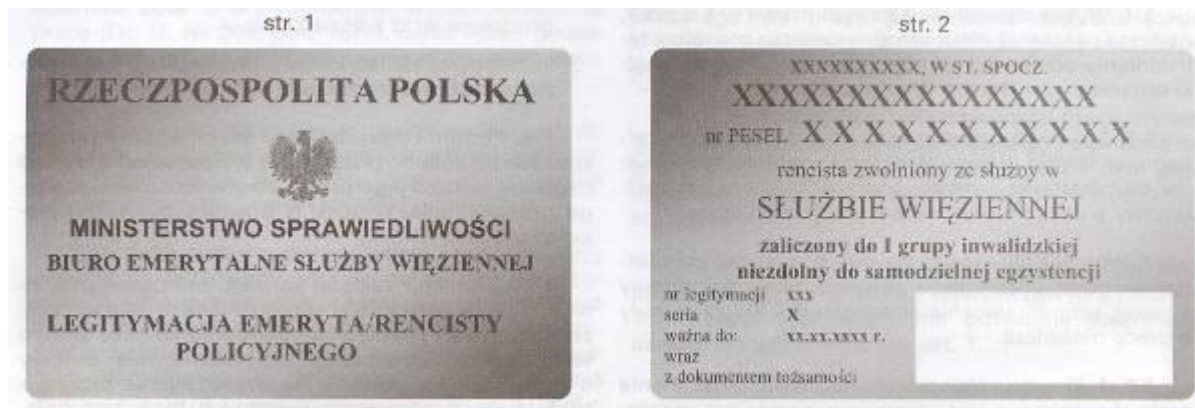 str. 1
RZECZPOSPOLITA POLSKA
MINISTERSTWO SPRAWIEDLIWOŚCI
BIURO EMERYTALNE SŁUŻBY WIĘZIENNEJ
LEGITYMACJA EMERYTA/RENCISTY
POLICYJNEGO
str. 2
XXXXXXXXXX, W ST. SPOCZ.
XXXXXXXXXXXXXXXXX
nr PESEL X X X X X X X X X X X
rencista zwolniony ze służby w
SŁUŻBIE WIĘZIENNEJ
zaliczony do I grupy inwalidzkiej
niezdolny do samodzielnej egzystencji
nr legitymacji xxx
seria X
ważna do: xx.xx.xxxx r.
wraz
z dokumentem tożsamości